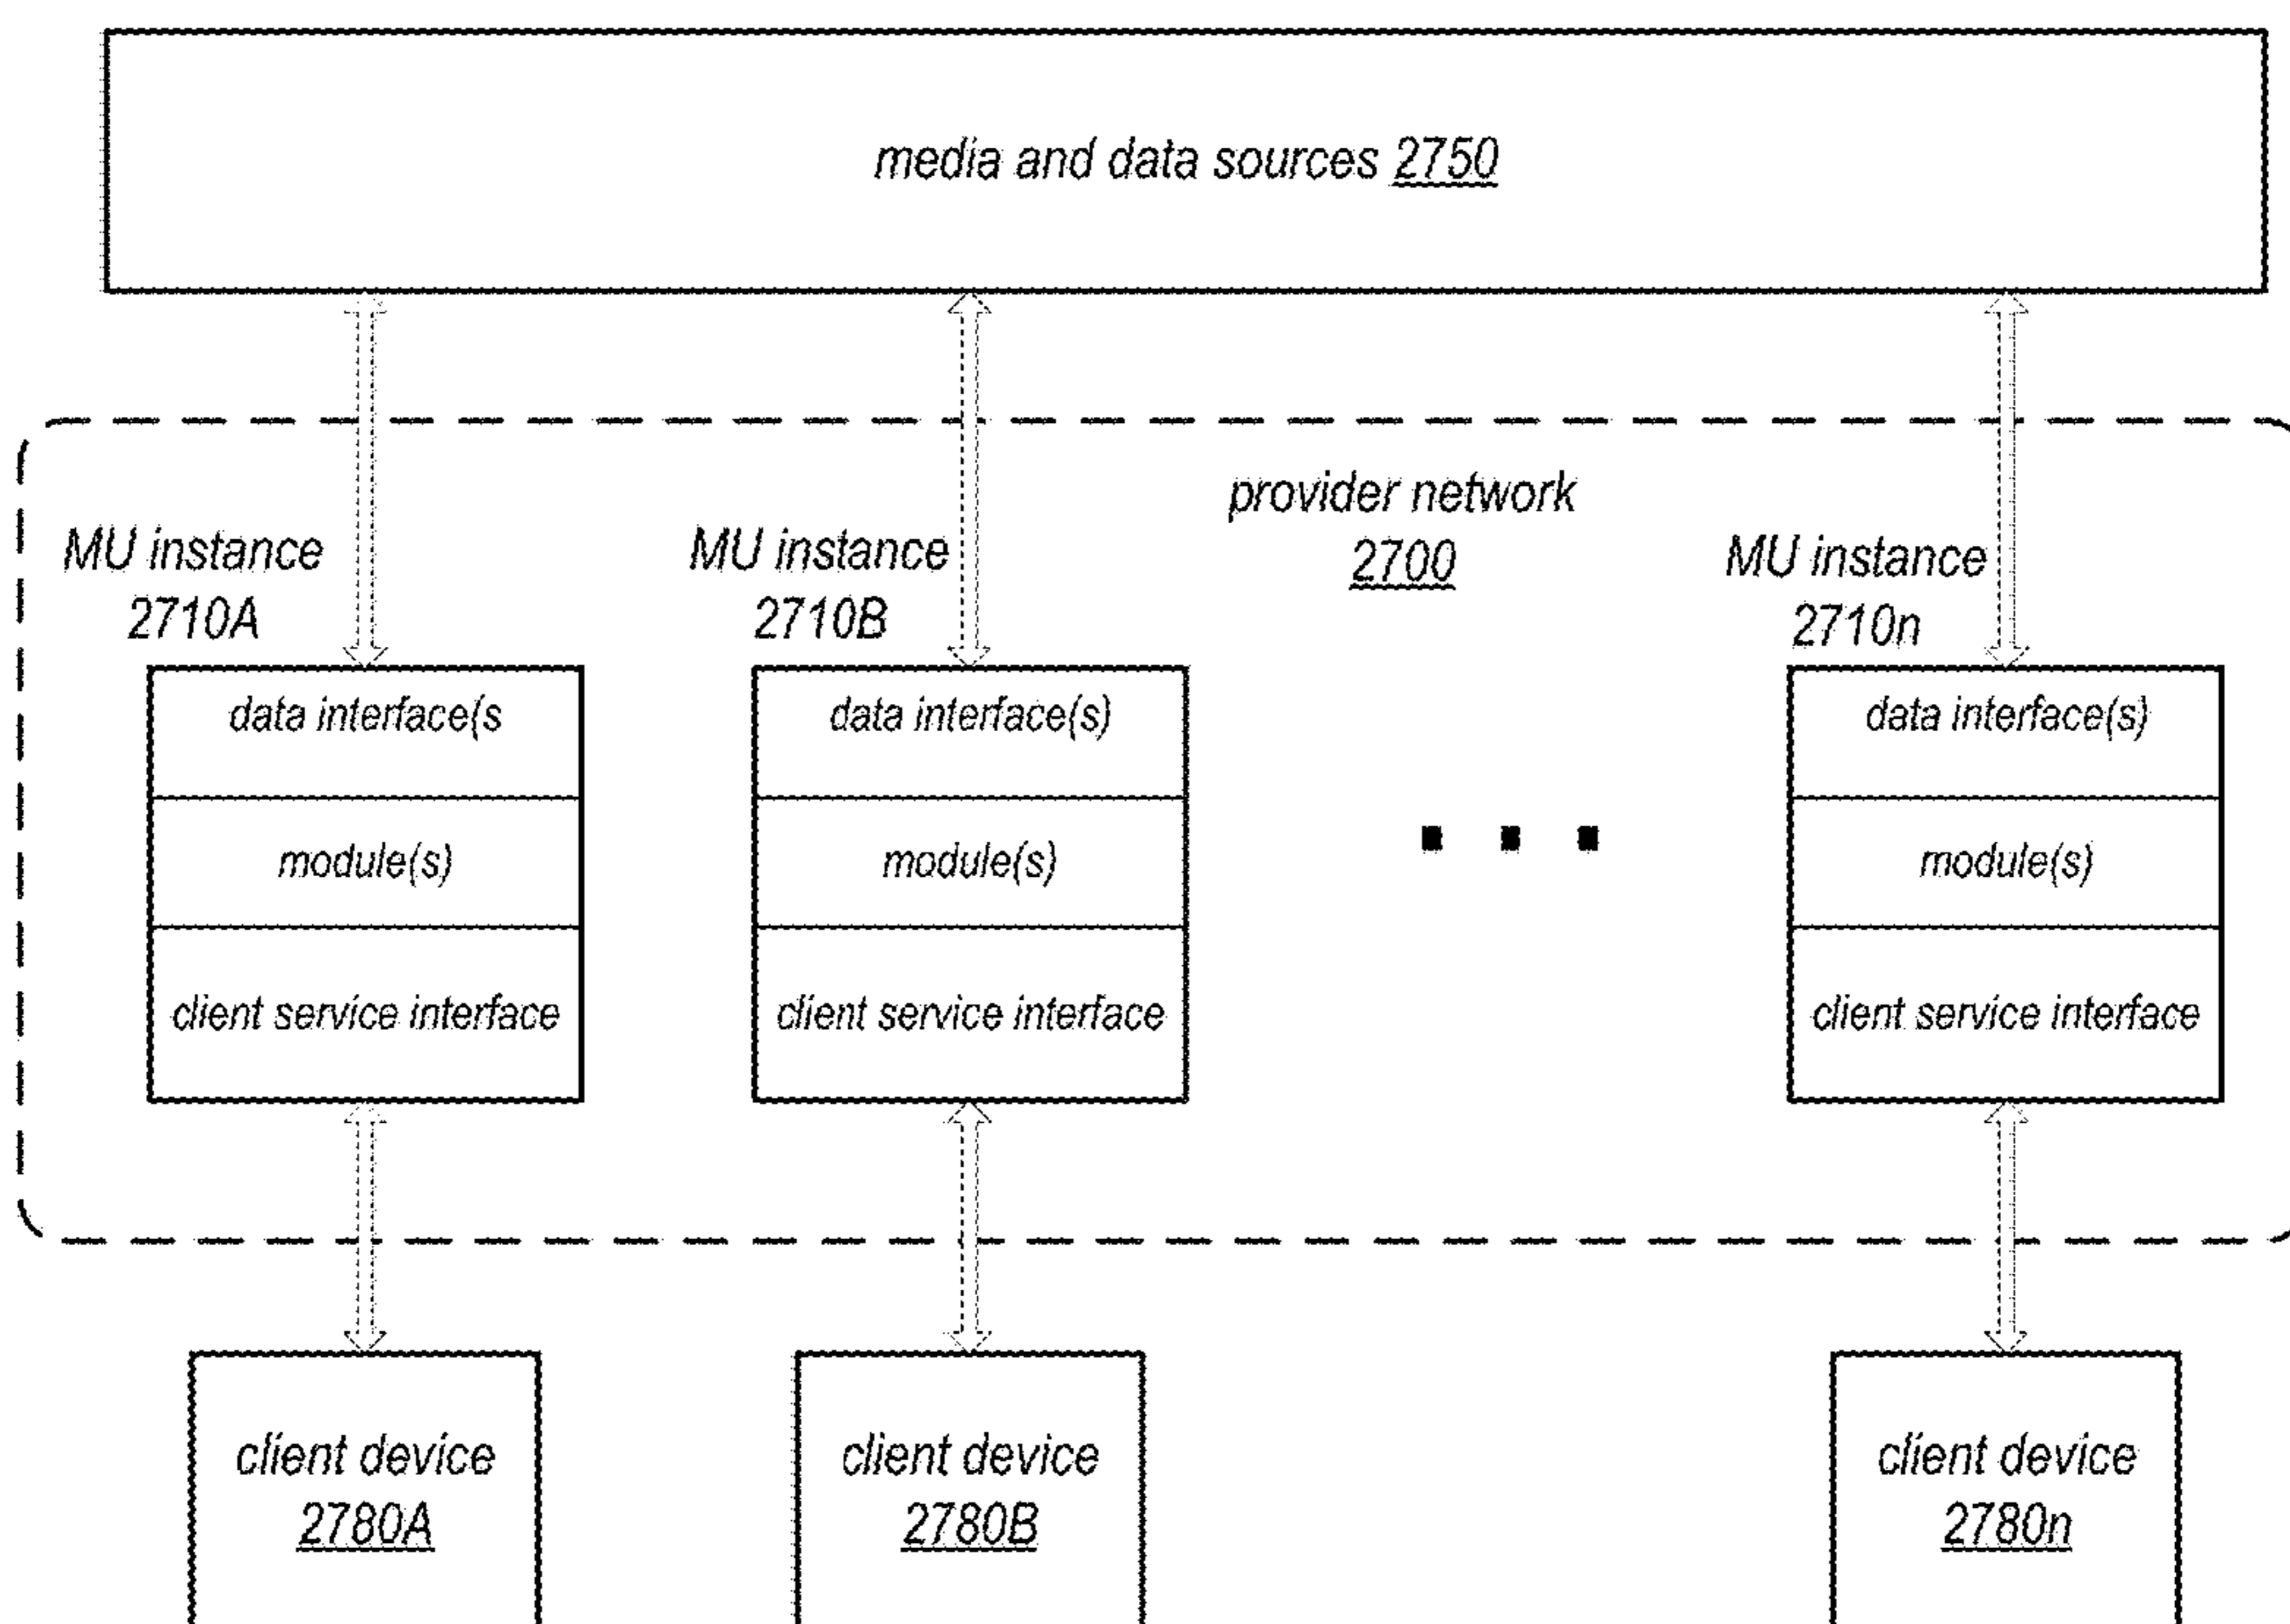 media and data sources 2750
provider network
2700
MU instance
2710A
MU instance
2710B
MU instance
2710n
data interface(s
module(s)
client service interface
data interface(s)
module(s)
client service interface
data interface(s)
module(s)
client service interface
client device
2780A
client device
2780B
client device
2780n